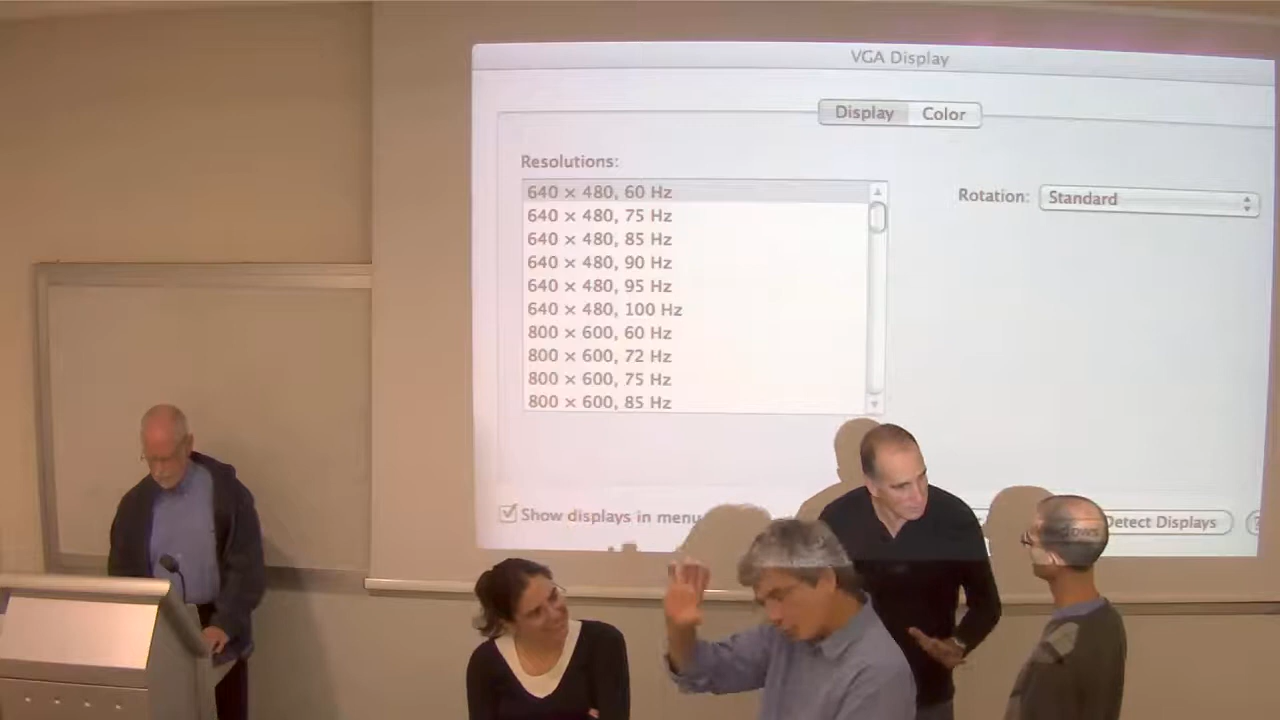 VGA Display
Display Color
Resolutions:
640 × 480, 60 Hz
Rotation: Standard
640 × 480, 75 Hz
640 × 480, 85 Hz
640 × 480, 90 Hz
640 × 480, 95 Hz
640 × 480, 100 Hz
800 × 600, 60 Hz
800 × 600, 72 Hz
800 × 600, 75 Hz
800 × 600, 85 Hz
Show displays in menu
Detect Displays
?